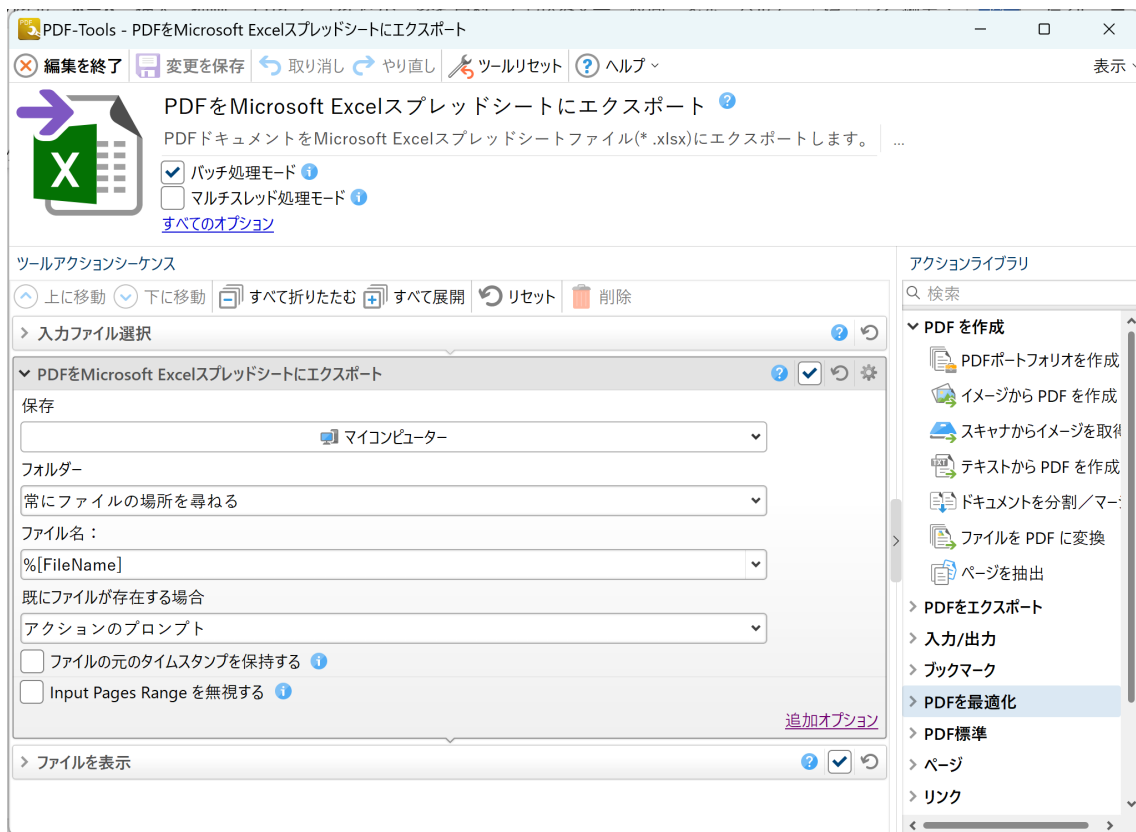 PDF-Tools - PDFをMicrosoft Excelスプレッドシートにエクスポート
編集を終了 変更を保存 取り消し やり直し ツールリセット ヘルプ 表示
PDFをMicrosoft Excelスプレッドシートにエクスポート
PDFドキュメントをMicrosoft Excelスプレッドシートファイル(* .xlsx)にエクスポートします。 ...
バッチ処理モード
マルチスレッド処理モード
すべてのオプション
ツールアクションシーケンス
上に移動 下に移動 すべて折りたたむ すべて展開 リセット 削除
入力ファイル選択
PDFをMicrosoft Excelスプレッドシートにエクスポート
保存
マイコンピューター
フォルダー
常にファイルの場所を尋ねる
ファイル名：
%[FileName]
既にファイルが存在する場合
アクションのプロンプト
ファイルの元のタイムスタンプを保持する
Input Pages Range を無視する
追加オプション
ファイルを表示
アクションライブラリ
検索
PDF を作成
PDFポートフォリオを作成
イメージから PDF を作成
スキャナからイメージを取得
テキストから PDF を作成
ドキュメントを分割／マー
ファイルを PDF に変換
ページを抽出
PDFをエクスポート
入力/出力
ブックマーク
PDFを最適化
PDF標準
ページ
リンク